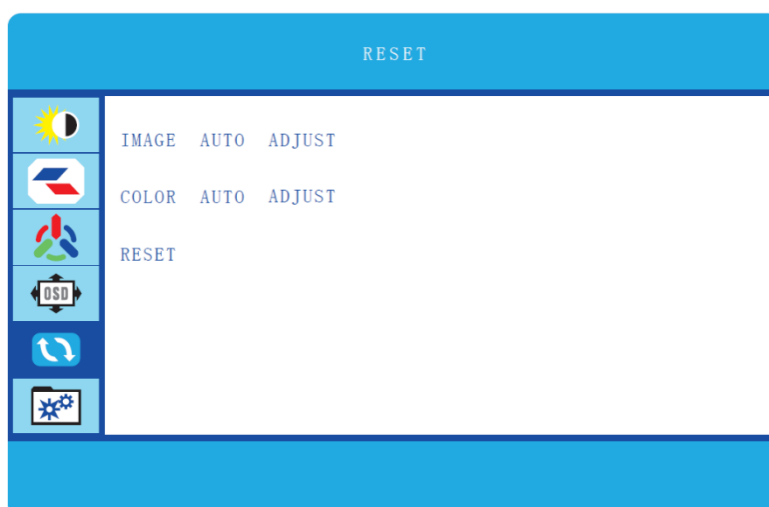 RESET
IMAGE AUTO ADJUST
COLOR AUTO ADJUST
RESET
OSD